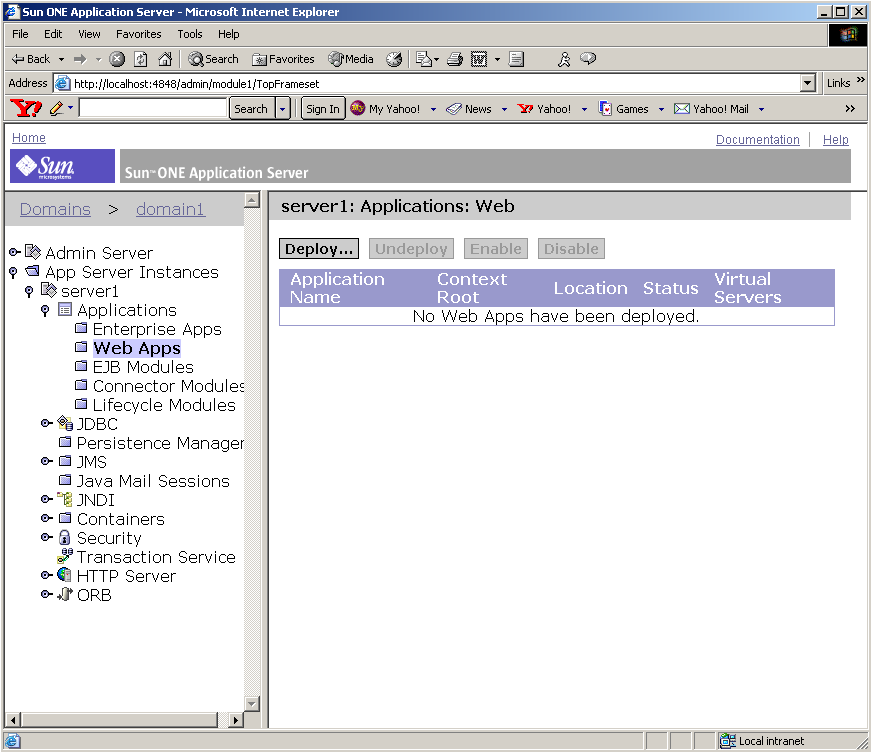 Sun ONE Application Server - Microsoft Internet Explorer
File Edit View Favorites Tools Help
Back Search Favorites Media
Address http://localhost:4848/admin/module1/TopFrameset Links »
Y! Search Sign In My Yahoo! News Yahoo! Games Yahoo! Mail »
Home Documentation | Help
Sun microsystems Sun™ ONE Application Server
Domains > domain1
server1: Applications: Web
Deploy... Undeploy Enable Disable
Application Name Context Root Location Status Virtual Servers
No Web Apps have been deployed.
Admin Server
App Server Instances
server1
Applications
Enterprise Apps
Web Apps
EJB Modules
Connector Modules
Lifecycle Modules
JDBC
Persistence Manager
JMS
Java Mail Sessions
JNDI
Containers
Security
Transaction Service
HTTP Server
ORB
Local intranet